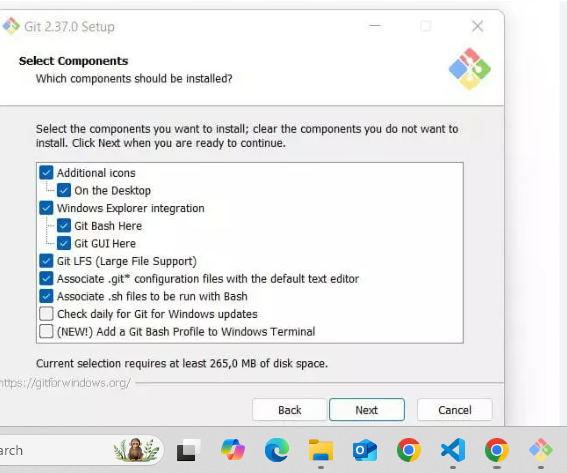 Git 2.37.0 Setup
Select Components
Which components should be installed?
Select the components you want to install; clear the components you do not want to
install. Click Next when you are ready to continue.
Additional icons
On the Desktop
Windows Explorer integration
Git Bash Here
Git GUI Here
Git LFS (Large File Support)
Associate .git* configuration files with the default text editor
Associate .sh files to be run with Bash
Check daily for Git for Windows updates
(NEW!) Add a Git Bash Profile to Windows Terminal
Current selection requires at least 265,0 MB of disk space.
https://gitforwindows.org/
Back Next Cancel
arch